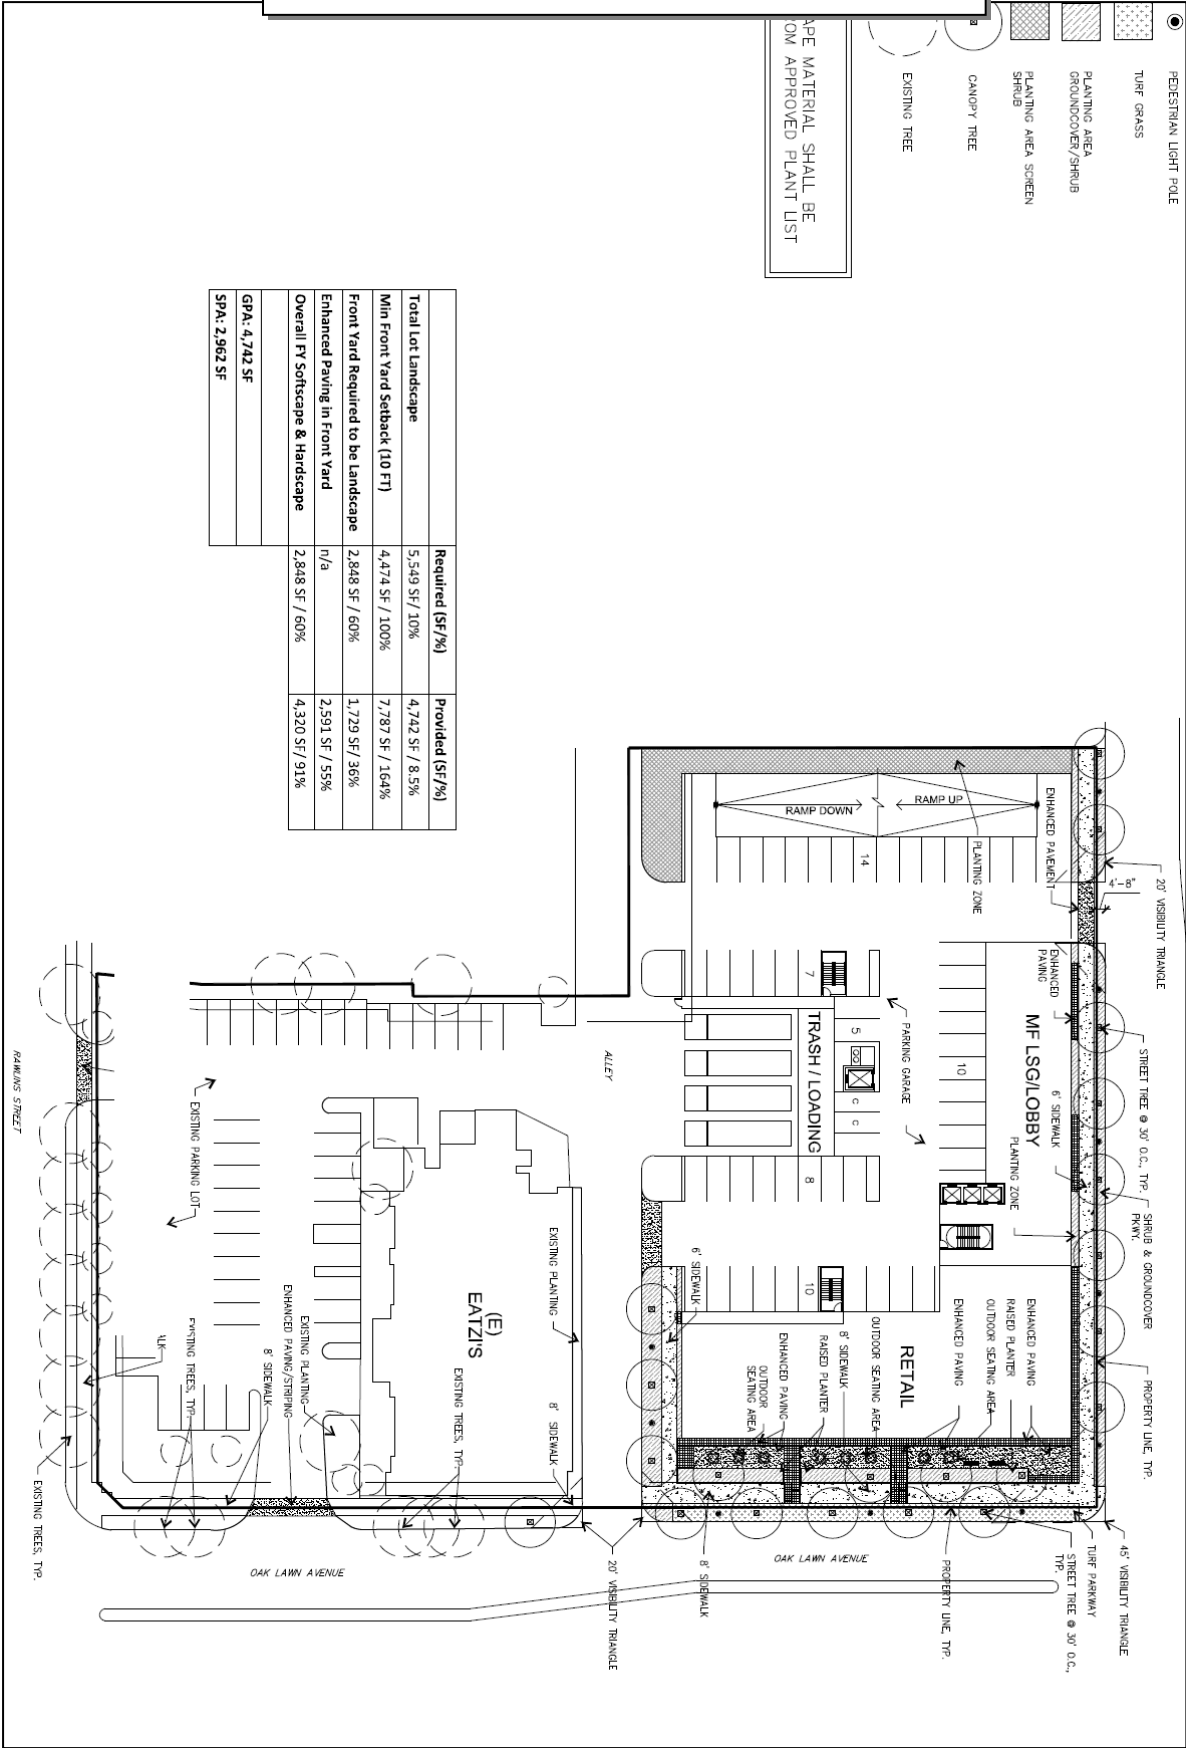 PEDESTRIAN LIGHT POLE
TURF GRASS
PLANTING AREA
GROUNDCOVER/SHRUB
PLANTING AREA SCREEN
SHRUB
CANOPY TREE
EXISTING TREE
APE MATERIAL SHALL BE
OM APPROVED PLANT LIST
Required (SF/%) Provided (SF/%)
Total Lot Landscape 5,549 SF/ 10% 4,742 SF / 8.5%
Min Front Yard Setback (10 FT) 4,474 SF / 100% 7,787 SF / 164%
Front Yard Required to be Landscape 2,848 SF / 60% 1,729 SF/ 36%
Enhanced Paving in Front Yard n/a 2,591 SF / 55%
Overall FY Softscape & Hardscape 2,848 SF / 60% 4,320 SF/ 91%
GPA: 4,742 SF
SPA: 2,962 SF
20' VISIBILITY TRIANGLE
STREET TREE @ 30' O.C., TYP.
SHRUB & GROUNDCOVER
PKWY.
PROPERTY LINE, TYP.
45' VISIBILITY TRIANGLE
4'-8"
ENHANCED PAVEMENT
ENHANCED
PAVING
6' SIDEWALK
PLANTING ZONE
MF LSG/LOBBY
ENHANCED PAVING
RAISED PLANTER
OUTDOOR SEATING AREA
ENHANCED PAVING
TURF PARKWAY
STREET TREE @ 30' O.C.,
TYP.
PROPERTY LINE, TYP.
RAMP UP
RAMP DOWN
PLANTING ZONE
14
10
PARKING GARAGE
7
5
C
C
8
10
TRASH / LOADING
RETAIL
OUTDOOR SEATING AREA
8' SIDEWALK
RAISED PLANTER
ENHANCED PAVING
OUTDOOR
SEATING AREA
6' SIDEWALK
8' SIDEWALK
OAK LAWN AVENUE
20' VISIBILITY TRIANGLE
ALLEY
EXISTING PLANTING
8' SIDEWALK
(E)
EATZI'S
EXISTING TREES, TYP.
EXISTING PLANTING
ENHANCED PAVING/STRIPING
8' SIDEWALK
EXISTING PARKING LOT
EXISTING TREES, TYP.
LK
OAK LAWN AVENUE
EXISTING TREES, TYP.
RAWLINS STREET